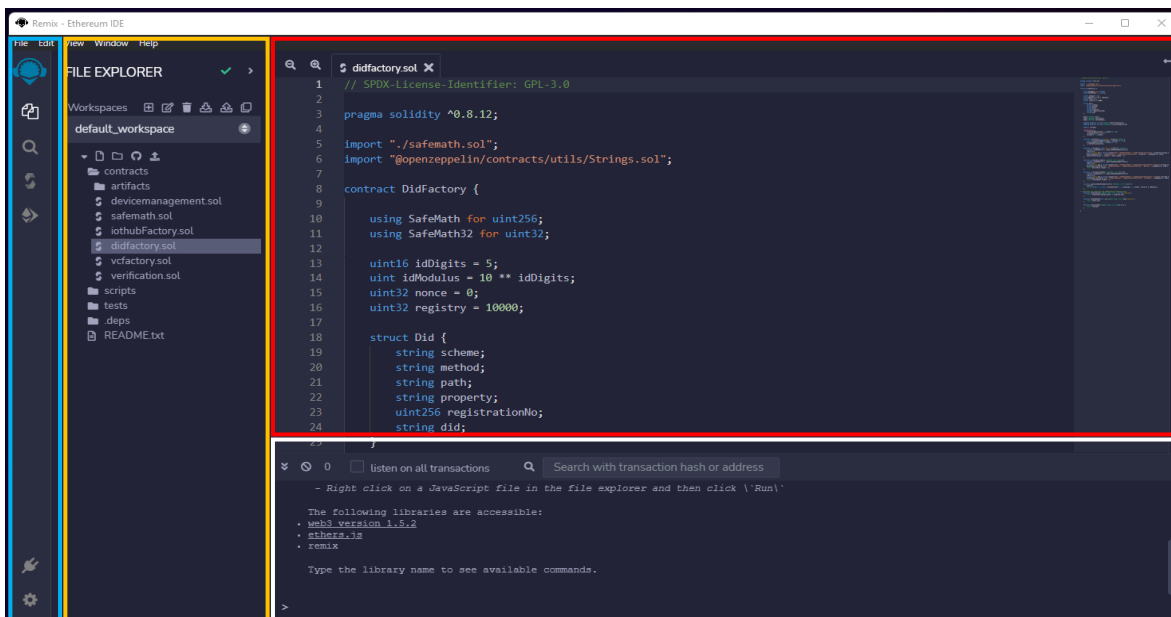 Remix - Ethereum IDE
File Edit View Window Help
FILE EXPLORER
Workspaces
default_workspace
contracts
artifacts
devicemanagement.sol
safemath.sol
iothubFactory.sol
didfactory.sol
vcfactory.sol
verification.sol
scripts
tests
.deps
README.txt
didfactory.sol
1 // SPDX-License-Identifier: GPL-3.0
2
3 pragma solidity ^0.8.12;
4
5 import "./safemath.sol";
6 import "@openzeppelin/contracts/utils/Strings.sol";
7
8 contract DidFactory {
9
10 using SafeMath for uint256;
11 using SafeMath32 for uint32;
12
13 uint16 idDigits = 5;
14 uint idModulus = 10 ** idDigits;
15 uint32 nonce = 0;
16 uint32 registry = 10000;
17
18 struct Did {
19 string scheme;
20 string method;
21 string path;
22 string property;
23 uint256 registrationNo;
24 string did;
25 }
0 listen on all transactions Search with transaction hash or address
- Right click on a JavaScript file in the file explorer and then click \`Run\`
The following libraries are accessible:
• web3 version 1.5.2
• ethers.js
• remix
Type the library name to see available commands.
>